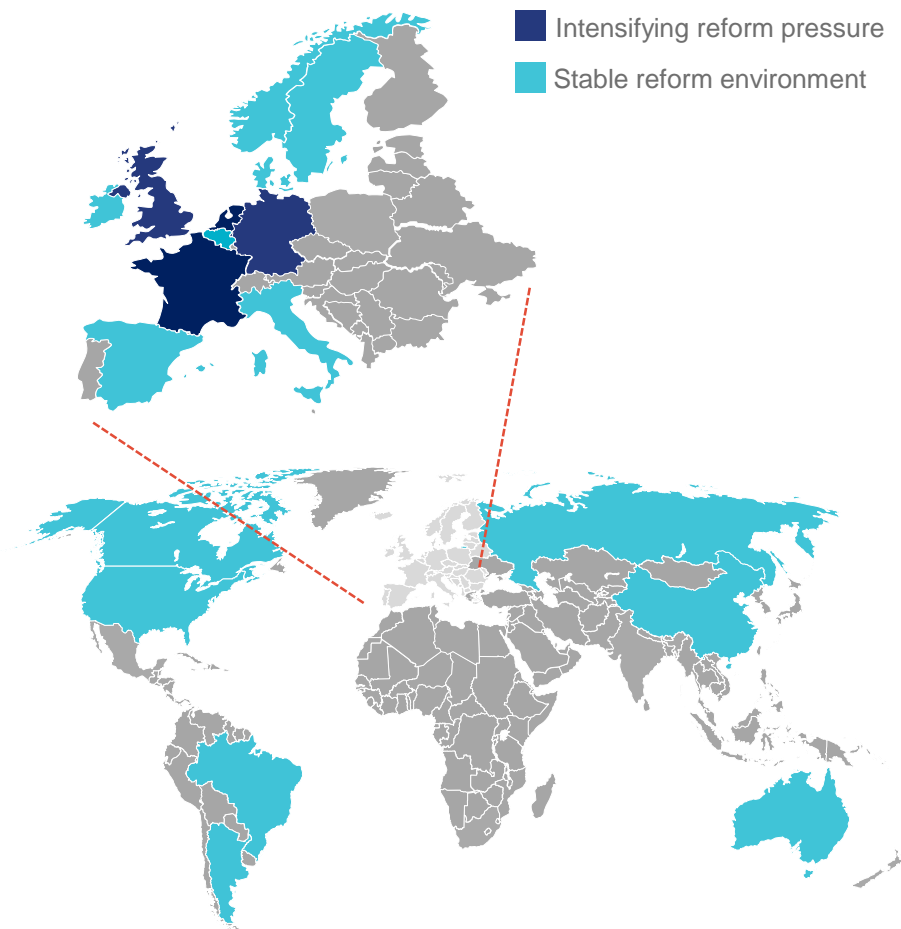 Intensifying reform pressure
Stable reform environment